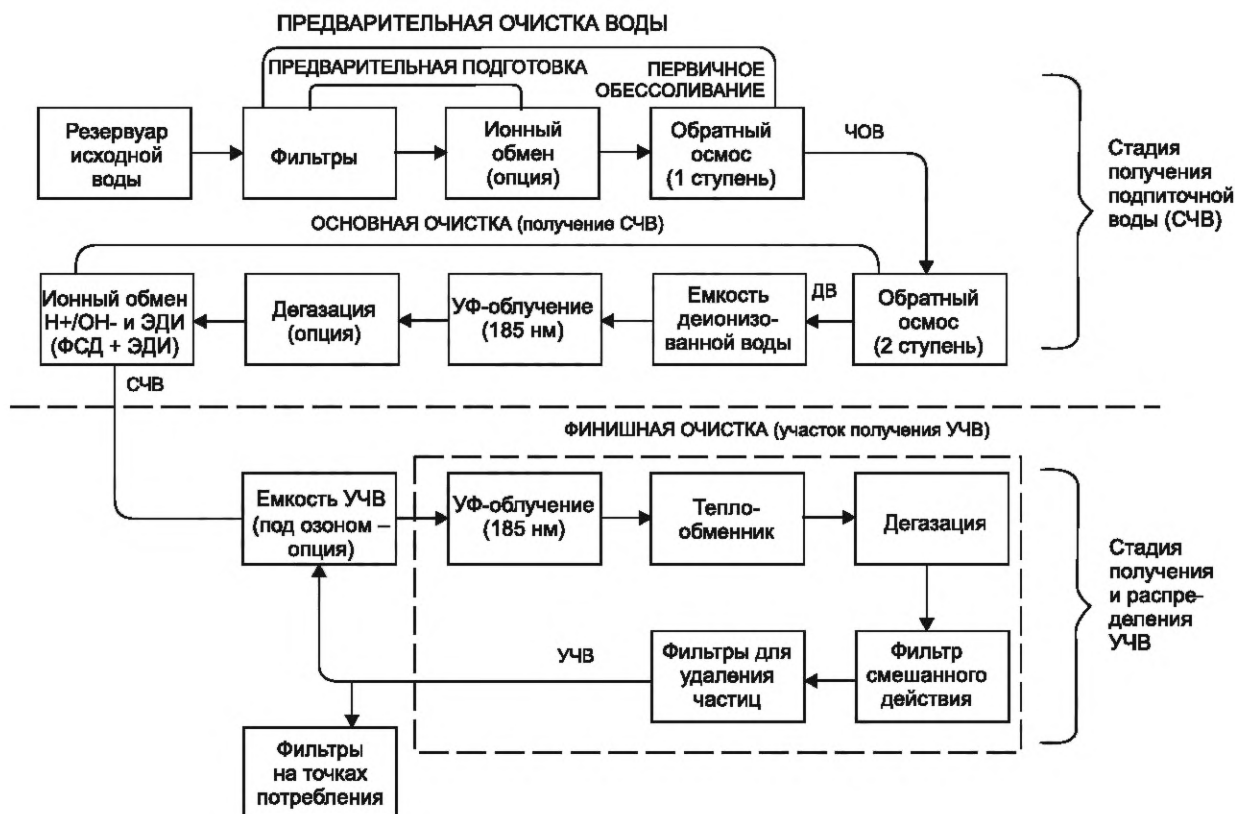 ПРЕДВАРИТЕЛЬНАЯ ОЧИСТКА ВОДЫ
ПРЕДВАРИТЕЛЬНАЯ ПОДГОТОВКА
ПЕРВИЧНОЕ
ОБЕССОЛИВАНИЕ
Резервуар
исходной
воды
Фильтры
Ионный
обмен
(опция)
Обратный
осмос
(1 ступень)
ЧОВ
Стадия
получения
подпиточной
воды (СЧВ)
ОСНОВНАЯ ОЧИСТКА (получение СЧВ)
Ионный обмен
H+/OH- и ЭДИ
(ФСД + ЭДИ)
Дегазация
(опция)
УФ-облучение
(185 нм)
Емкость
деионизо-
ванной воды
ДВ
Обратный
осмос
(2 ступень)
СЧВ
ФИНИШНАЯ ОЧИСТКА (участок получения УЧВ)
Емкость УЧВ
(под озоном –
опция)
УФ-облучение
(185 нм)
Тепло-
обменник
Дегазация
Стадия
получения
и распре-
деления
УЧВ
УЧВ
Фильтры для
удаления
частиц
Фильтр
смешанного
действия
Фильтры
на точках
потребления